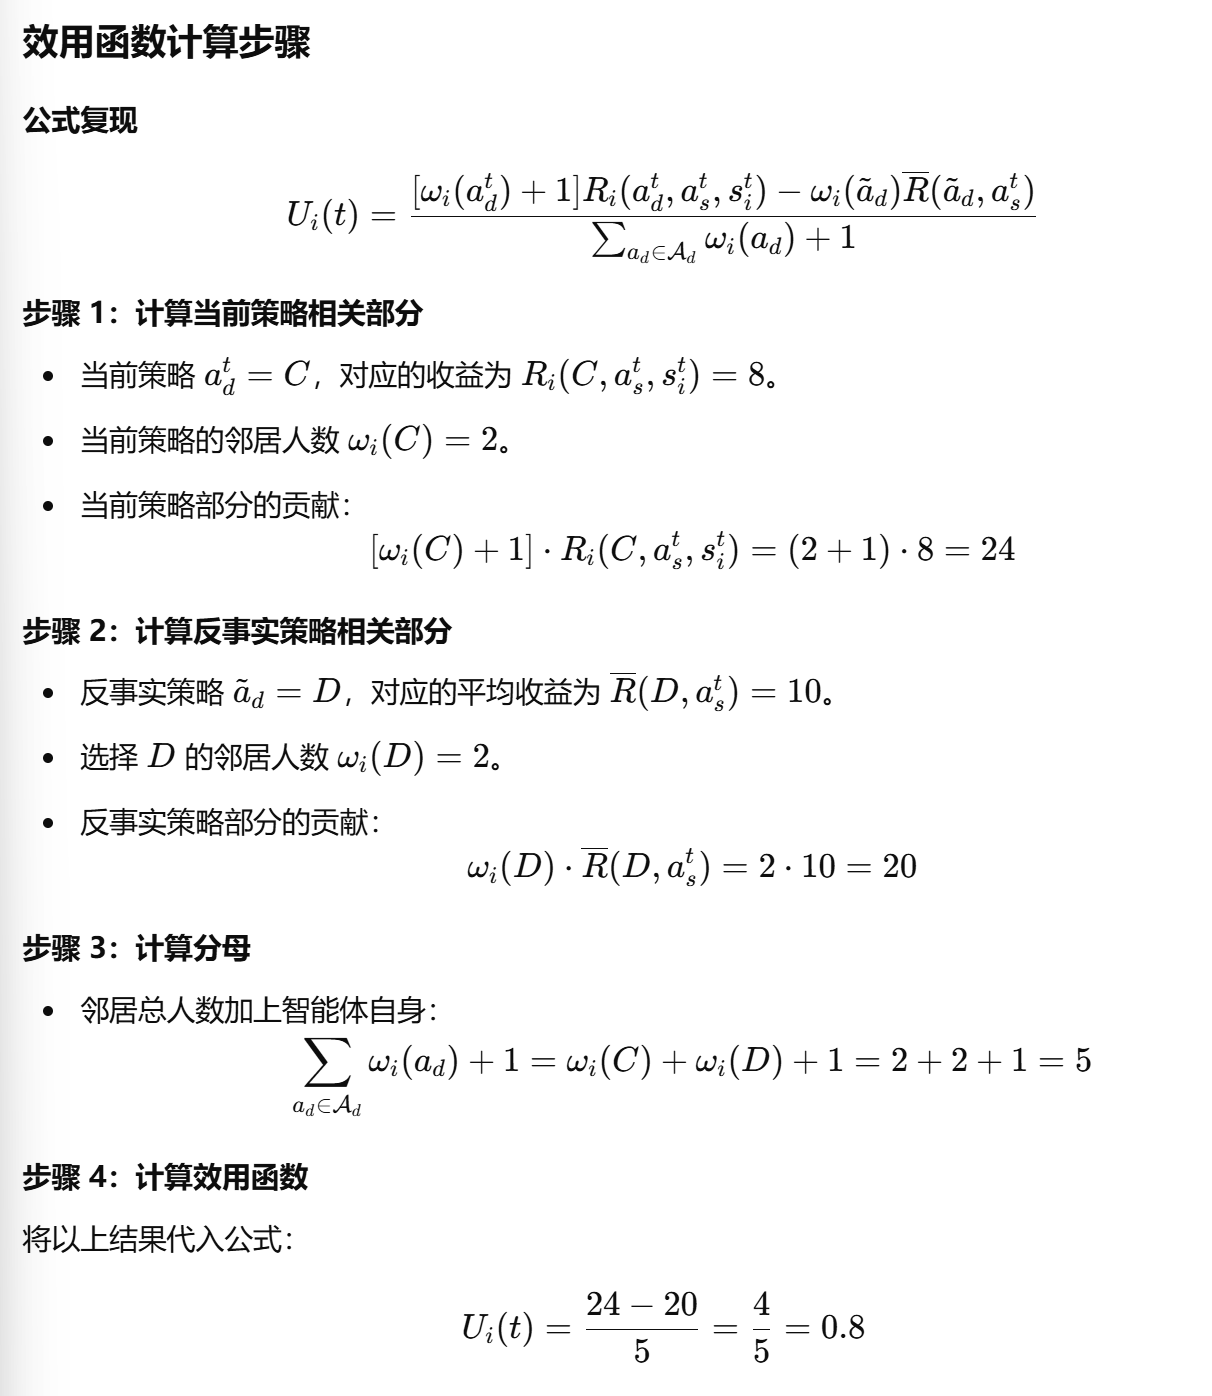 效用函数计算步骤
公式复现
$$U_i(t) = \frac{[\omega_i(a_d^t) + 1]R_i(a_d^t, a_s^t, s_i^t) - \omega_i(\tilde{a}_d)\overline{R}(\tilde{a}_d, a_s^t)}{\sum_{a_d \in \mathcal{A}_d} \omega_i(a_d) + 1}$$
步骤 1：计算当前策略相关部分
• 当前策略 $a_d^t = C$，对应的收益为 $R_i(C, a_s^t, s_i^t) = 8$。
• 当前策略的邻居人数 $\omega_i(C) = 2$。
• 当前策略部分的贡献：
$$[\omega_i(C) + 1] \cdot R_i(C, a_s^t, s_i^t) = (2 + 1) \cdot 8 = 24$$
步骤 2：计算反事实策略相关部分
• 反事实策略 $\tilde{a}_d = D$，对应的平均收益为 $\overline{R}(D, a_s^t) = 10$。
• 选择 $D$ 的邻居人数 $\omega_i(D) = 2$。
• 反事实策略部分的贡献：
$$\omega_i(D) \cdot \overline{R}(D, a_s^t) = 2 \cdot 10 = 20$$
步骤 3：计算分母
• 邻居总人数加上智能体自身：
$$\sum_{a_d \in \mathcal{A}_d} \omega_i(a_d) + 1 = \omega_i(C) + \omega_i(D) + 1 = 2 + 2 + 1 = 5$$
步骤 4：计算效用函数
将以上结果代入公式：
$$U_i(t) = \frac{24 - 20}{5} = \frac{4}{5} = 0.8$$